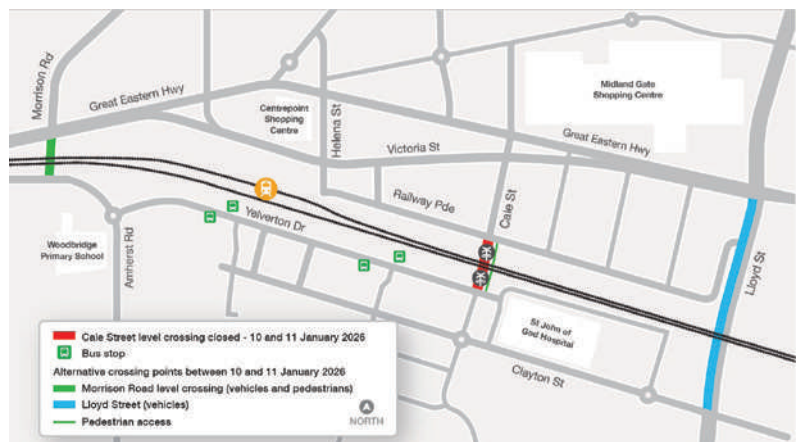 Morrison Rd
Great Eastern Hwy
Centrepoint
Shopping
Centre
Helena St
Midland Gate
Shopping Centre
Great Eastern Hwy
Victoria St
Railway Pde
Cale St
Yelverton Dr
Woodbridge
Primary School
Amherst Rd
Lloyd St
St John of
God Hospital
Clayton St
Cale Street level crossing closed - 10 and 11 January 2026
Bus stop
Alternative crossing points between 10 and 11 January 2026
Morrison Road level crossing (vehicles and pedestrians)
Lloyd Street (vehicles)
Pedestrian access
NORTH